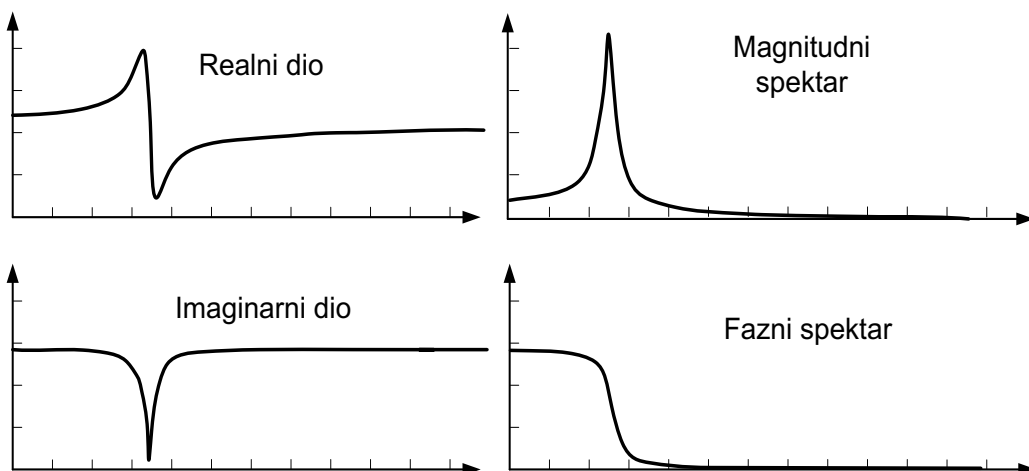 Realni dio
Magnitudni
spektar
Imaginarni dio
Fazni spektar